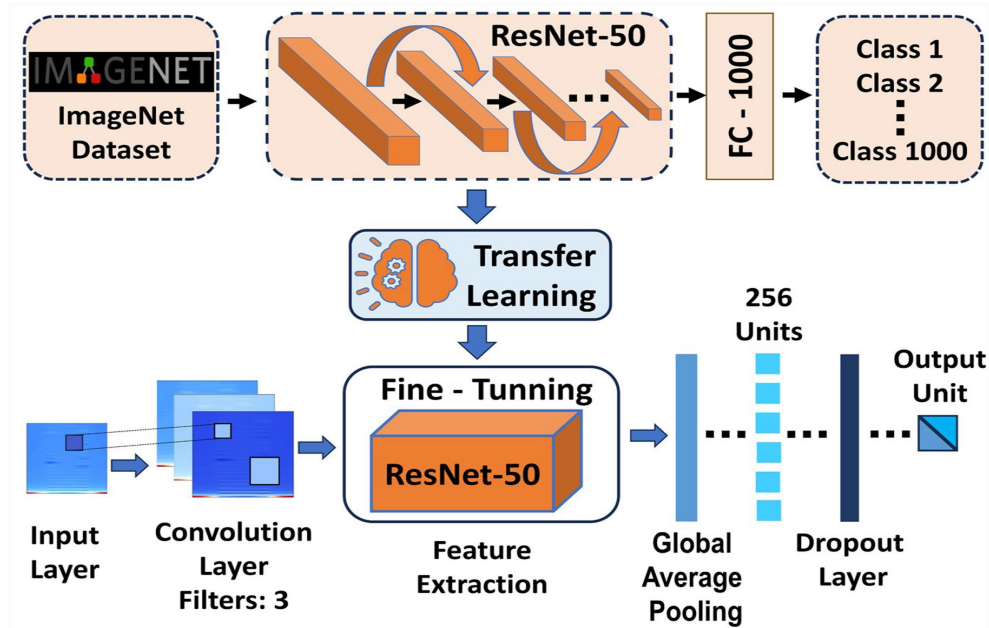 IMAGENET
ImageNet
Dataset
ResNet-50
FC - 1000
Class 1
Class 2
Class 1000
Transfer
Learning
256
Units
Output
Unit
Fine - Tunning
ResNet-50
Input
Layer
Convolution
Layer
Filters: 3
Feature
Extraction
Global
Average
Pooling
Dropout
Layer